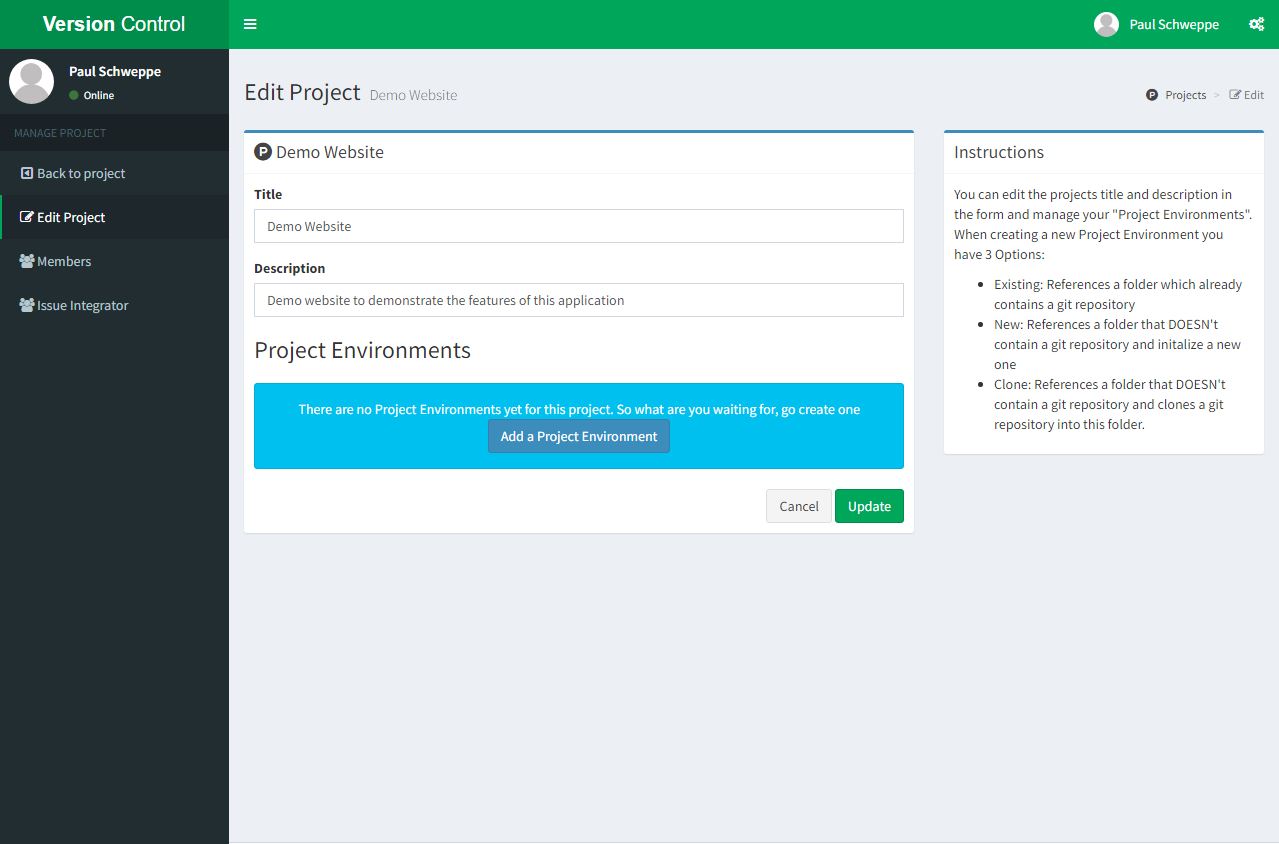 Version Control
Paul Schweppe
Paul Schweppe
Online
MANAGE PROJECT
Back to project
Edit Project
Members
Issue Integrator
Edit Project Demo Website
P Projects > Edit
P Demo Website
Title
Demo Website
Description
Demo website to demonstrate the features of this application
Project Environments
There are no Project Environments yet for this project. So what are you waiting for, go create one
Add a Project Environment
Cancel Update
Instructions
You can edit the projects title and description in
the form and manage your "Project Environments".
When creating a new Project Environment you
have 3 Options:
Existing: References a folder which already
contains a git repository
New: References a folder that DOESN't
contain a git repository and initalize a new
one
Clone: References a folder that DOESN't
contain a git repository and clones a git
repository into this folder.